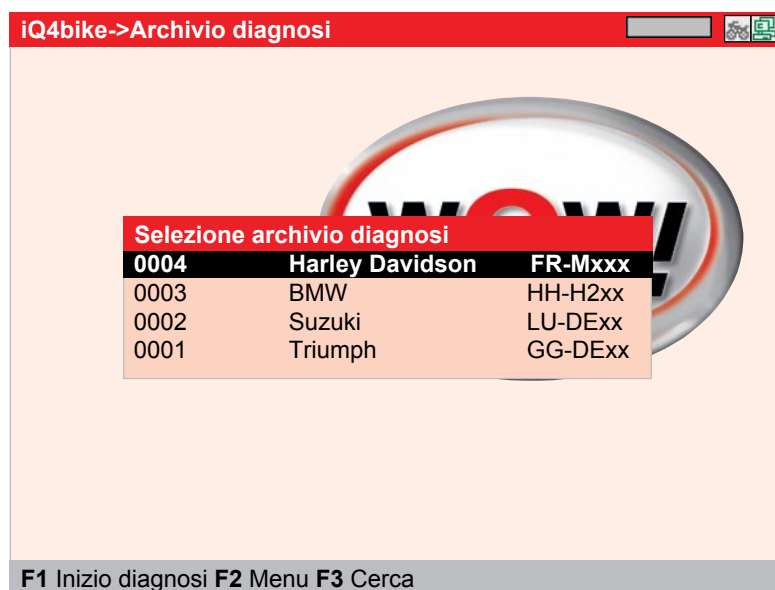 iQ4bike->Archivio diagnosi
WOW!
Selezione archivio diagnosi
0004 Harley Davidson FR-Mxxx
0003 BMW HH-H2xx
0002 Suzuki LU-DExx
0001 Triumph GG-DExx
F1 Inizio diagnosi F2 Menu F3 Cerca